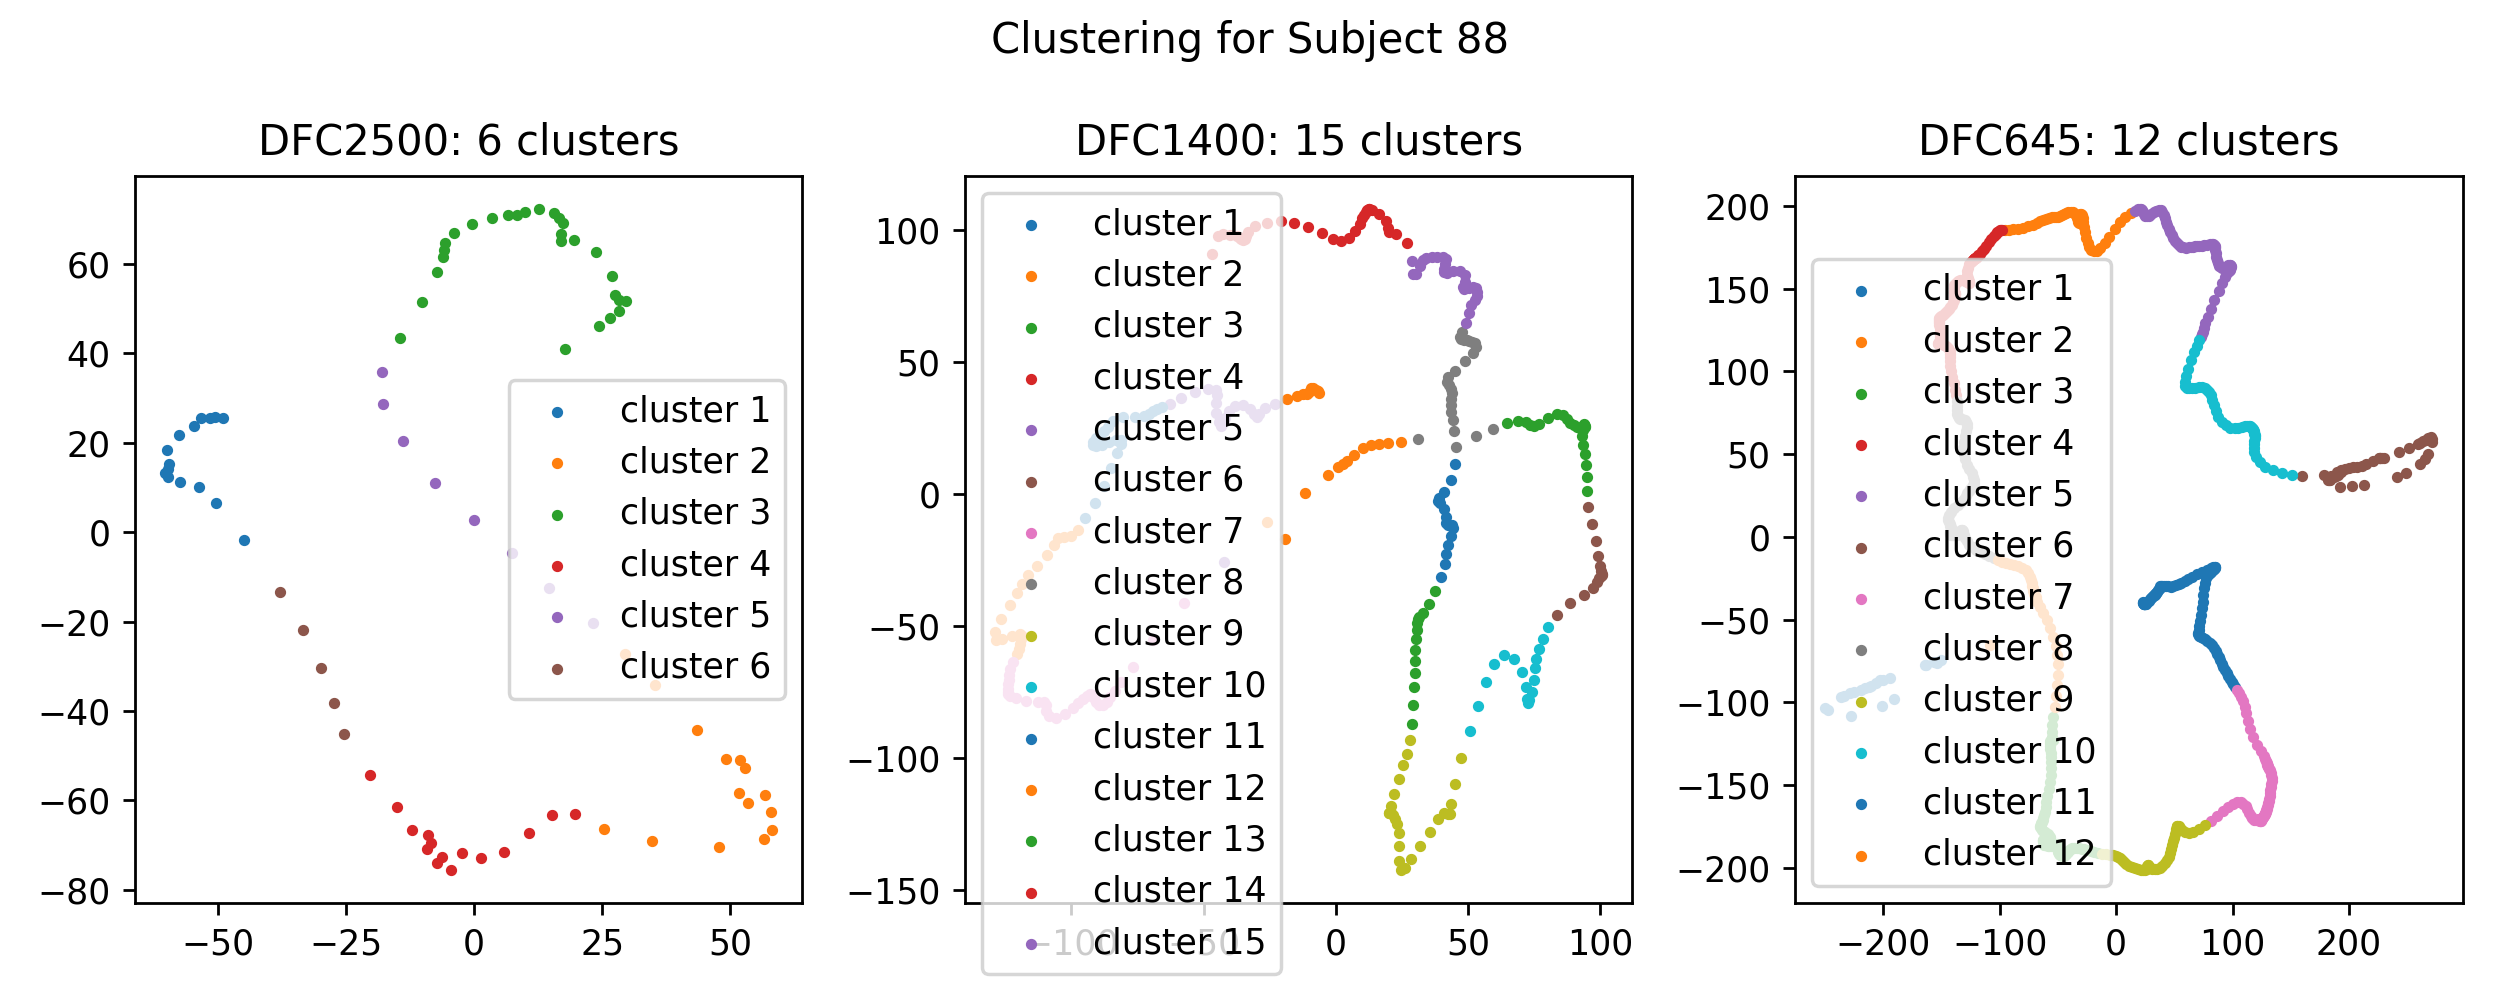 Clustering for Subject 88
DFC2500: 6 clusters
60
40
20
0
−20
−40
−60
−80
−50
−25
0
25
50
cluster 1
cluster 2
cluster 3
cluster 4
cluster 5
cluster 6
DFC1400: 15 clusters
100
50
0
−50
−100
−150
−100
−50
0
50
100
cluster 1
cluster 2
cluster 3
cluster 4
cluster 5
cluster 6
cluster 7
cluster 8
cluster 9
cluster 10
cluster 11
cluster 12
cluster 13
cluster 14
cluster 15
DFC645: 12 clusters
200
150
100
50
0
−50
−100
−150
−200
−200
−100
0
100
200
cluster 1
cluster 2
cluster 3
cluster 4
cluster 5
cluster 6
cluster 7
cluster 8
cluster 9
cluster 10
cluster 11
cluster 12